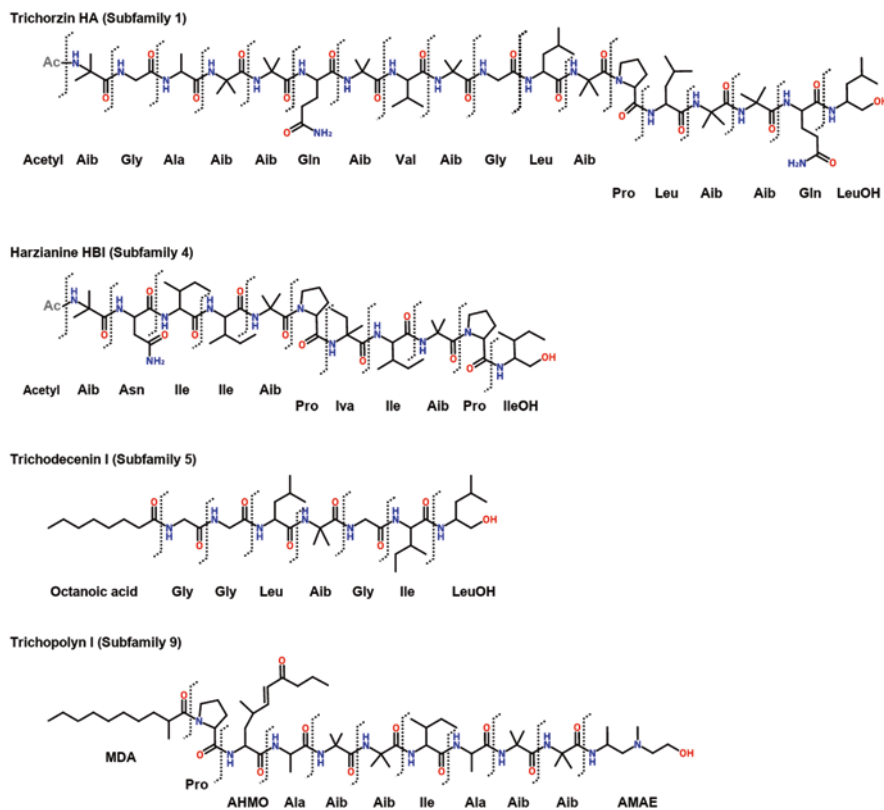 Trichorzin HA (Subfamily 1)
Ac
Acetyl Aib Gly Ala Aib Aib Gln Aib Val Aib Gly Leu Aib
Pro Leu Aib Aib Gln LeuOH
Harzianine HBI (Subfamily 4)
Ac
Acetyl Aib Asn Ile Ile Aib
Pro Iva Ile Aib Pro IleOH
Trichodecenin I (Subfamily 5)
Octanoic acid Gly Gly Leu Aib Gly Ile LeuOH
Trichopolyn I (Subfamily 9)
MDA
Pro
AHMO Ala Aib Aib Ile Ala Aib Aib AMAE